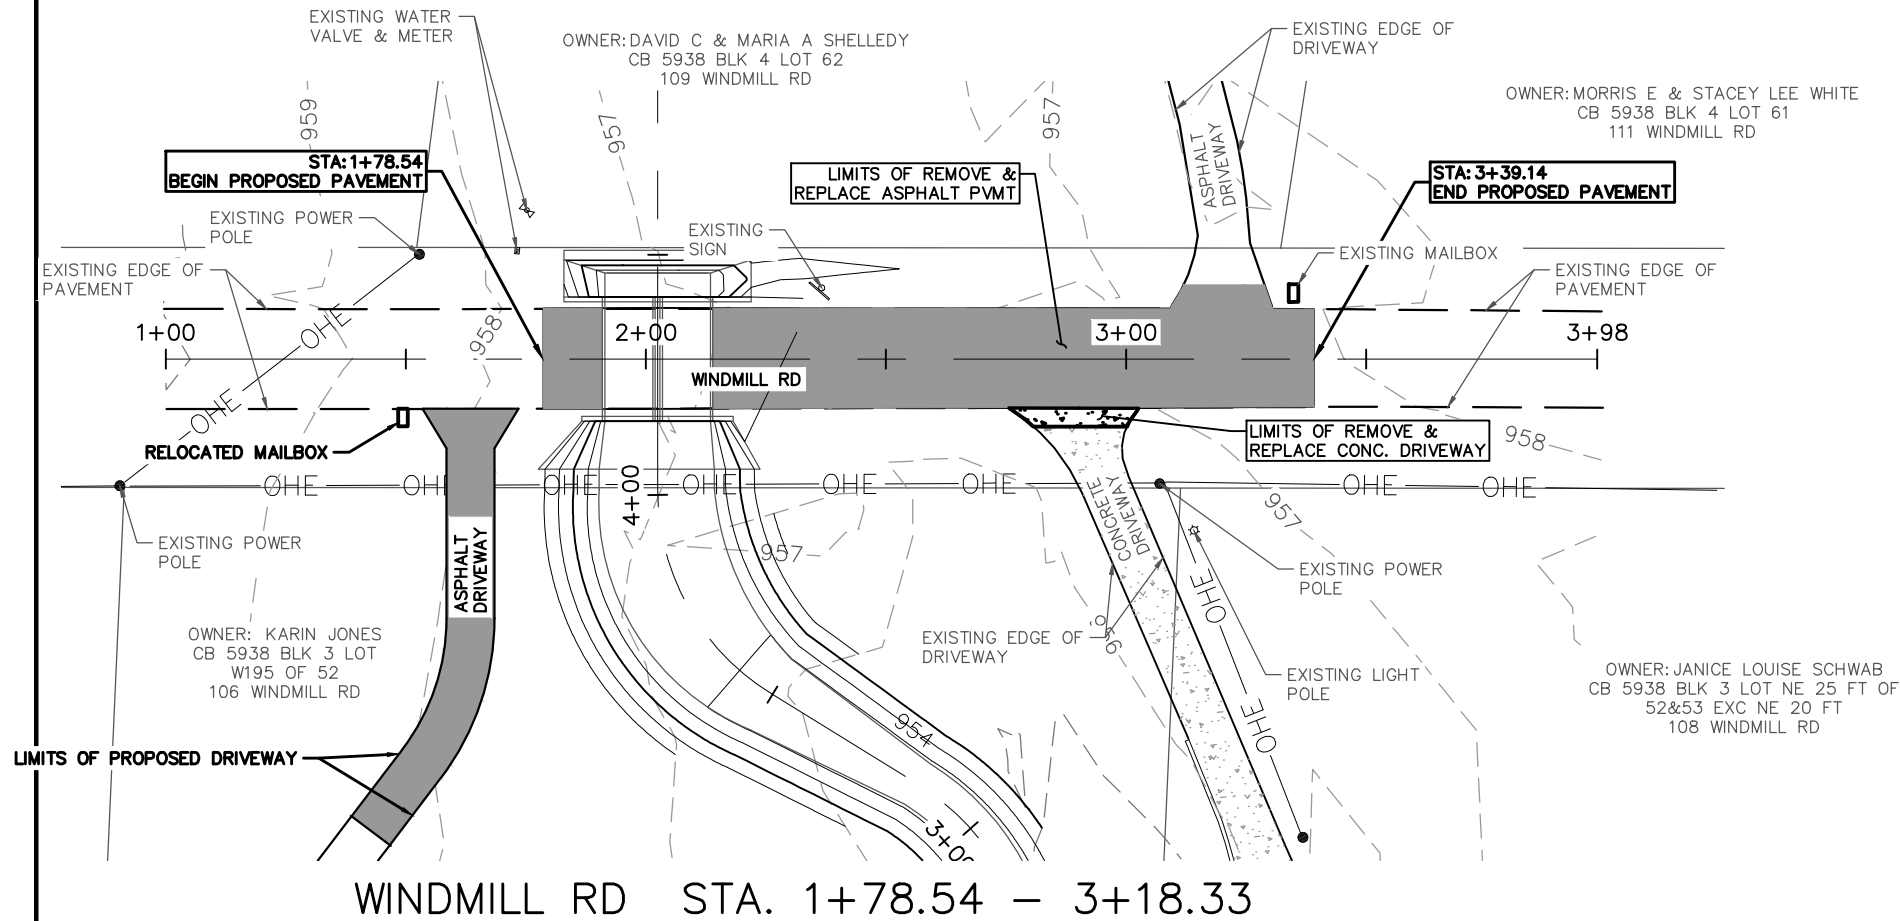 EXISTING WATER
VALVE & METER
OWNER: DAVID C & MARIA A SHELLEDY
CB 5938 BLK 4 LOT 62
109 WINDMILL RD
EXISTING EDGE OF
DRIVEWAY
OWNER: MORRIS E & STACEY LEE WHITE
CB 5938 BLK 4 LOT 61
111 WINDMILL RD
959
957
957
STA: 1+78.54
BEGIN PROPOSED PAVEMENT
LIMITS OF REMOVE &
REPLACE ASPHALT PVMT
ASPHALT
DRIVEWAY
STA: 3+39.14
END PROPOSED PAVEMENT
EXISTING POWER
POLE
EXISTING
SIGN
EXISTING MAILBOX
EXISTING EDGE OF
PAVEMENT
EXISTING EDGE OF
PAVEMENT
OHE
958
1+00
2+00
3+00
3+98
WINDMILL RD
OHE
RELOCATED MAILBOX
LIMITS OF REMOVE &
REPLACE CONC. DRIVEWAY
958
OHE
OHE
OHE
OHE
OHE
OHE
OHE
OHE
4+00
CONCRETE
DRIVEWAY
957
EXISTING POWER
POLE
957
ASPHALT
DRIVEWAY
EXISTING POWER
POLE
OHE
OWNER: KARIN JONES
CB 5938 BLK 3 LOT
W195 OF 52
106 WINDMILL RD
EXISTING EDGE OF
DRIVEWAY
956
EXISTING LIGHT
POLE
OWNER: JANICE LOUISE SCHWAB
CB 5938 BLK 3 LOT NE 25 FT OF
52&53 EXC NE 20 FT
108 WINDMILL RD
954
OHE
LIMITS OF PROPOSED DRIVEWAY
3+00
WINDMILL RD STA. 1+78.54 - 3+18.33